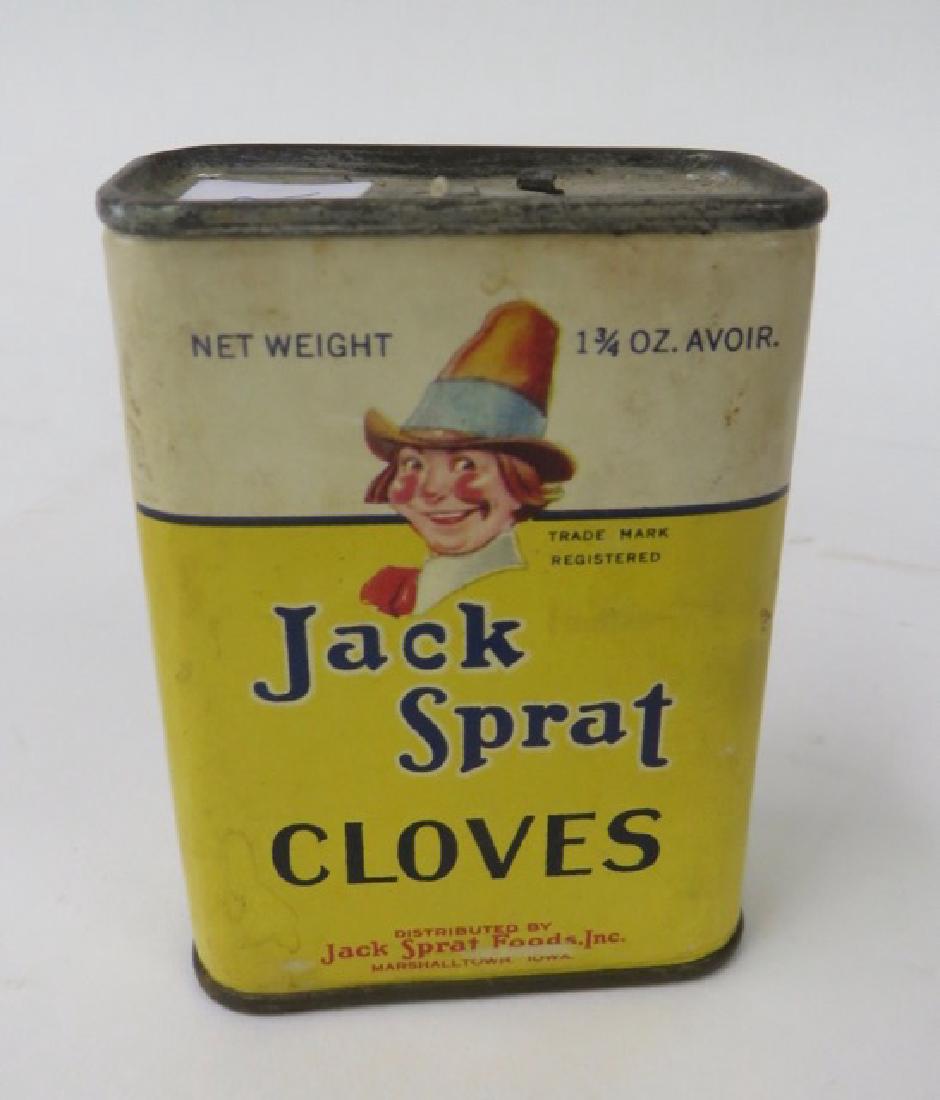 NET WEIGHT 1¾ OZ. AVOIR.
TRADE MARK
REGISTERED
Jack
Sprat
CLOVES
DISTRIBUTED BY
Jack Sprat Foods, Inc.
MARSHALLTOWN IOWA